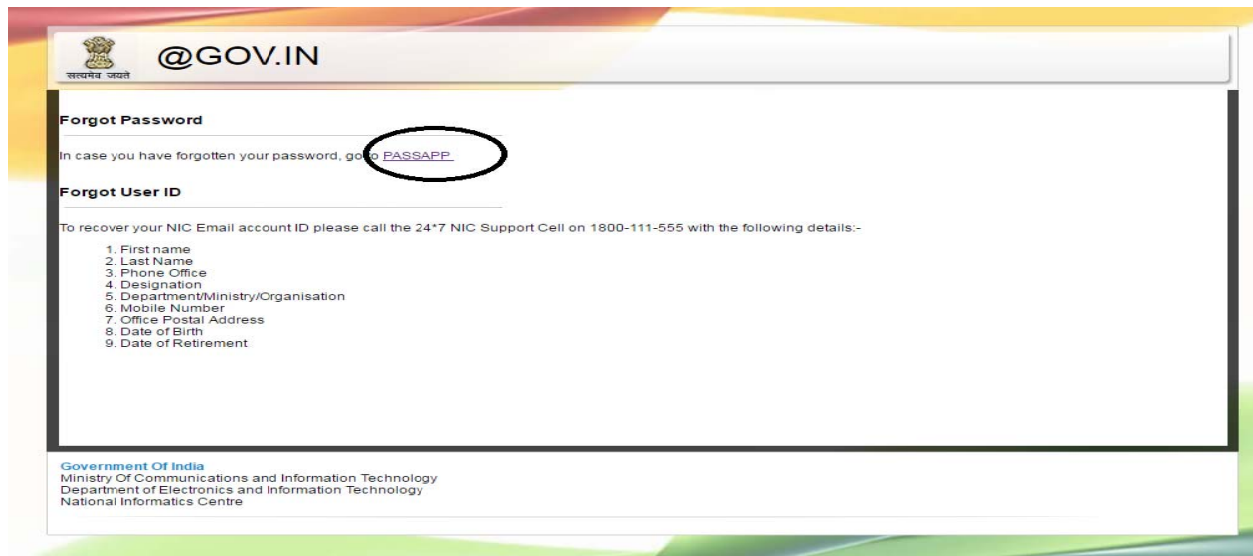 @GOV.IN
सत्यमेव जयते
Forgot Password
In case you have forgotten your password, go to PASSAPP
Forgot User ID
To recover your NIC Email account ID please call the 24*7 NIC Support Cell on 1800-111-555 with the following details:-
1. First name
2. Last Name
3. Phone Office
4. Designation
5. Department/Ministry/Organisation
6. Mobile Number
7. Office Postal Address
8. Date of Birth
9. Date of Retirement
Government Of India
Ministry Of Communications and Information Technology
Department of Electronics and Information Technology
National Informatics Centre